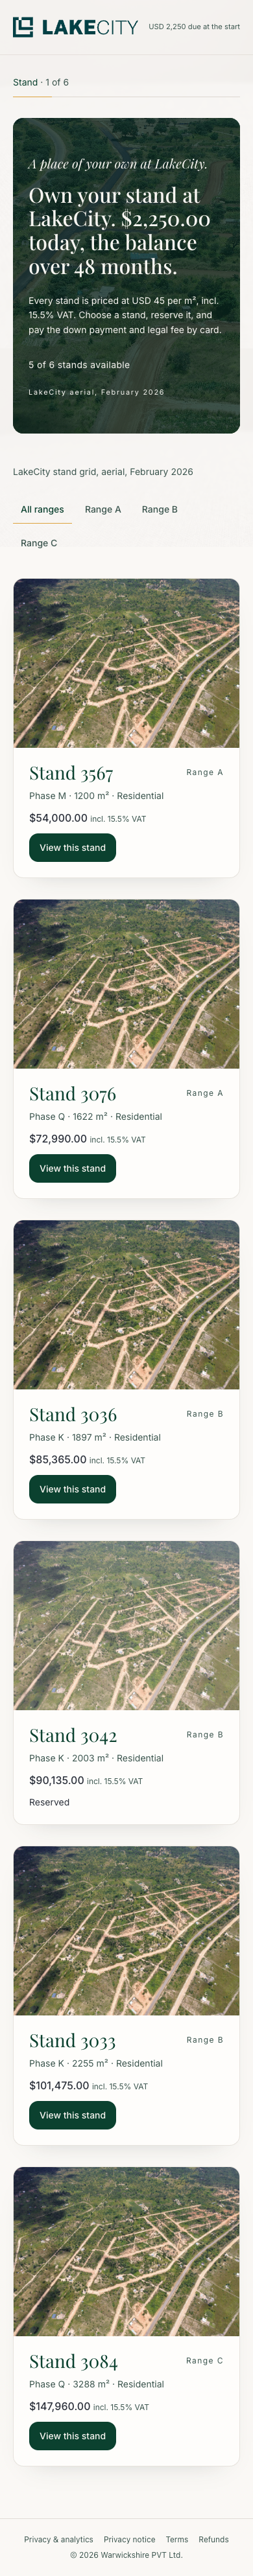 LAKECITY
USD 2,250 due at the start
Stand · 1 of 6
A place of your own at LakeCity.
Own your stand at
LakeCity. $2,250.00
today, the balance
over 48 months.
Every stand is priced at USD 45 per m², incl.
15.5% VAT. Choose a stand, reserve it, and
pay the down payment and legal fee by card.
5 of 6 stands available
LakeCity aerial, February 2026
LakeCity stand grid, aerial, February 2026
All ranges Range A Range B
Range C
Stand 3567 Range A
Phase M · 1200 m² · Residential
$54,000.00 incl. 15.5% VAT
View this stand
Stand 3076 Range A
Phase Q · 1622 m² · Residential
$72,990.00 incl. 15.5% VAT
View this stand
Stand 3036 Range B
Phase K · 1897 m² · Residential
$85,365.00 incl. 15.5% VAT
View this stand
Stand 3042 Range B
Phase K · 2003 m² · Residential
$90,135.00 incl. 15.5% VAT
Reserved
Stand 3033 Range B
Phase K · 2255 m² · Residential
$101,475.00 incl. 15.5% VAT
View this stand
Stand 3084 Range C
Phase Q · 3288 m² · Residential
$147,960.00 incl. 15.5% VAT
View this stand
Privacy & analytics Privacy notice Terms Refunds
© 2026 Warwickshire PVT Ltd.